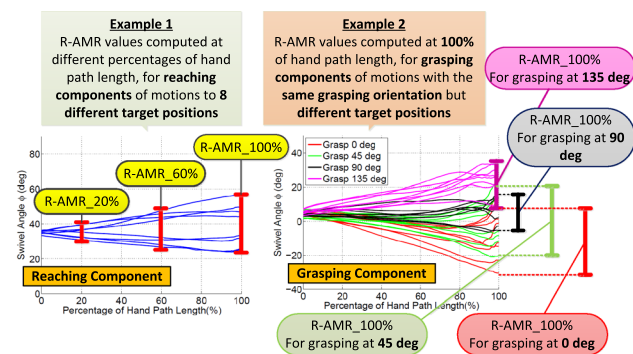 Example 1
R-AMR values computed at
different percentages of hand
path length, for reaching
components of motions to 8
different target positions
Example 2
R-AMR values computed at 100%
of hand path length, for grasping
components of motions with the
same grasping orientation but
different target positions
R-AMR_100%
For grasping at 135 deg
R-AMR_100%
For grasping at 90
deg
R-AMR_100%
R-AMR_60%
R-AMR_20%
Swivel Angle ϕ (deg)
80
60
40
20
0
Reaching Component
0
20
40
60
80
100
Percentage of Hand Path Length(%)
Grasp 0 deg
Grasp 45 deg
Grasp 90 deg
Grasp 135 deg
Swivel Angle ϕ (deg)
40
20
0
−20
−40
Grasping Component
0
20
40
60
80
100
Percentage of Hand Path Length(%)
R-AMR_100%
For grasping at 45 deg
R-AMR_100%
For grasping at 0 deg